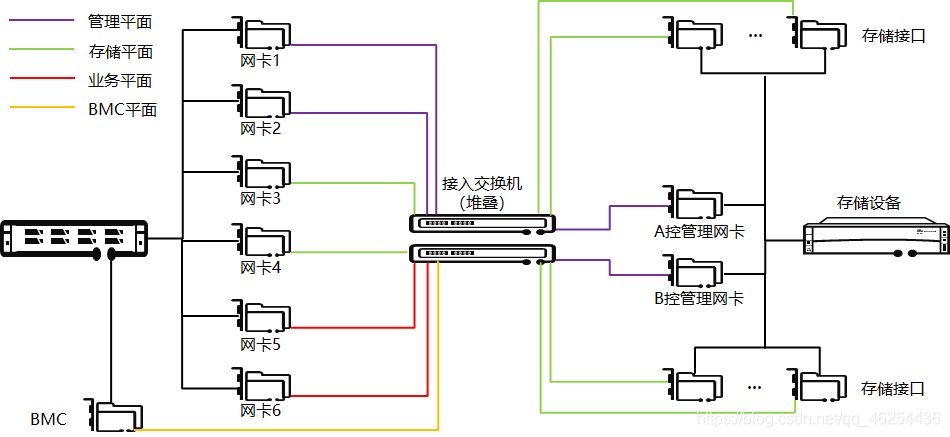 管理平面
存储平面
业务平面
BMC平面
网卡1
网卡2
网卡3
网卡4
网卡5
网卡6
BMC
接入交换机
（堆叠）
...
存储接口
A控管理网卡
B控管理网卡
存储设备
...
存储接口
https://blog.csdn.net/qq_46254436